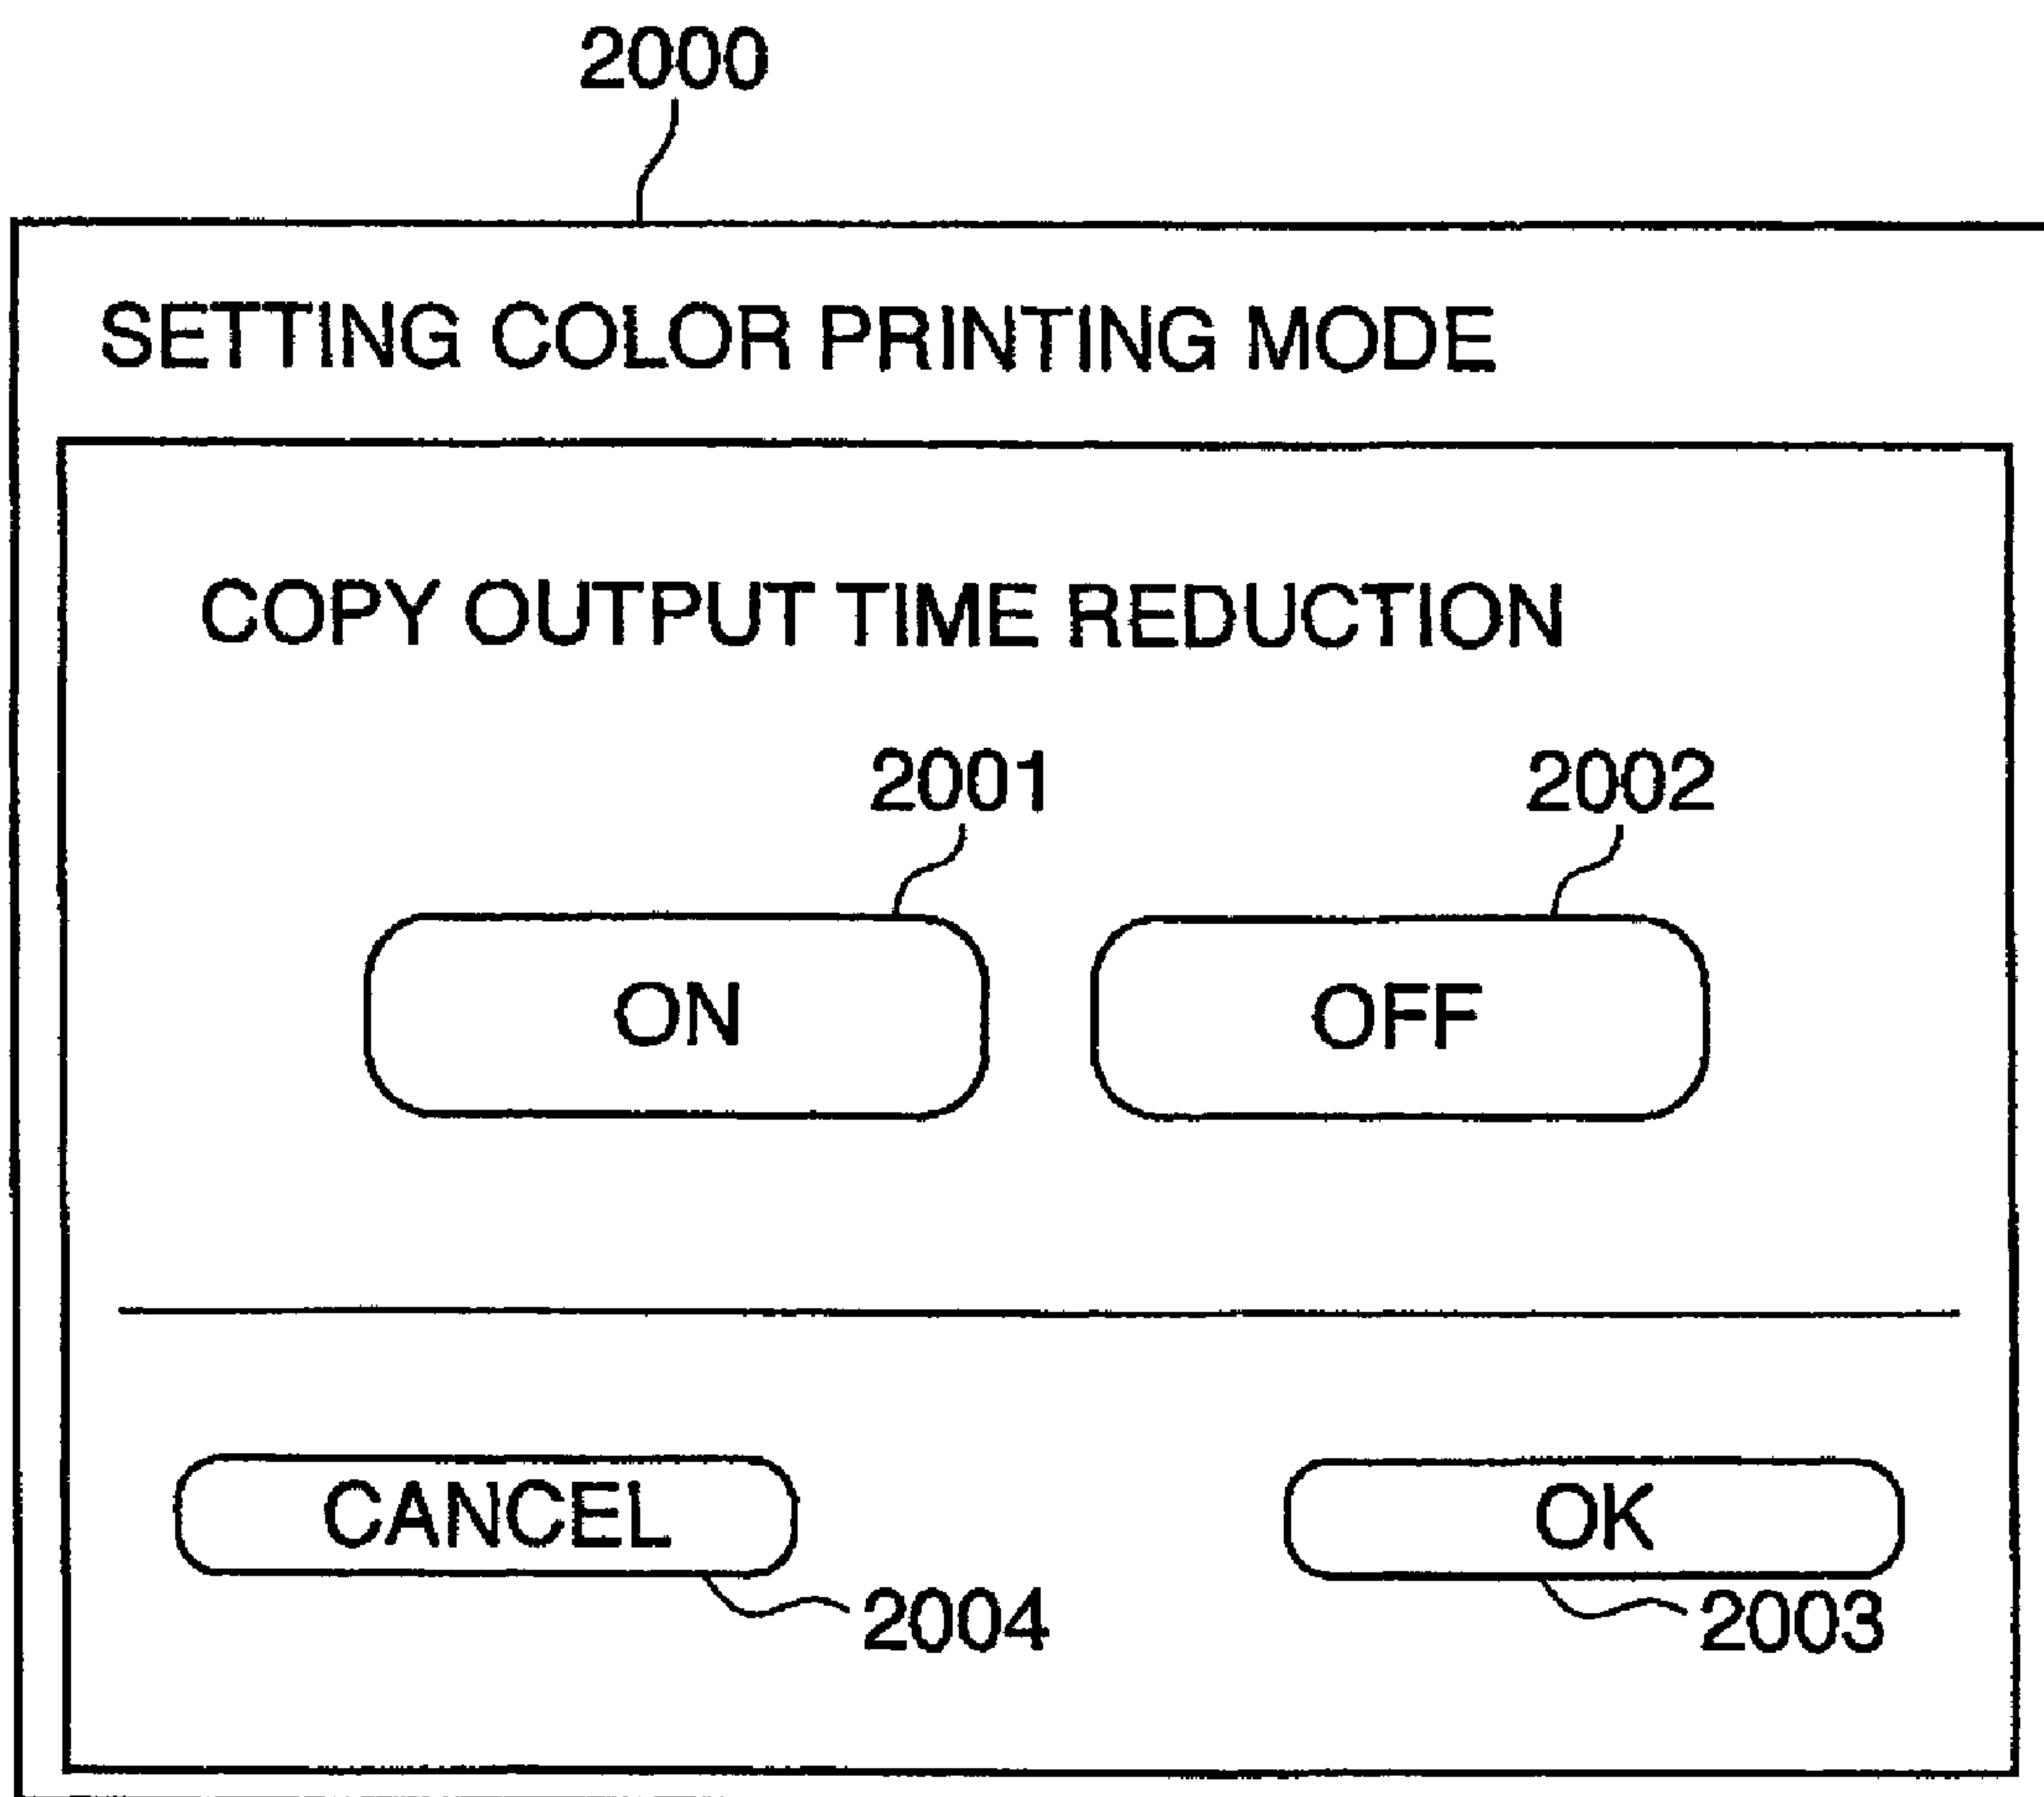 2000
SETTING COLOR PRINTING MODE
COPY OUTPUT TIME REDUCTION
2001 2002
ON OFF
CANCEL OK
2004 2003